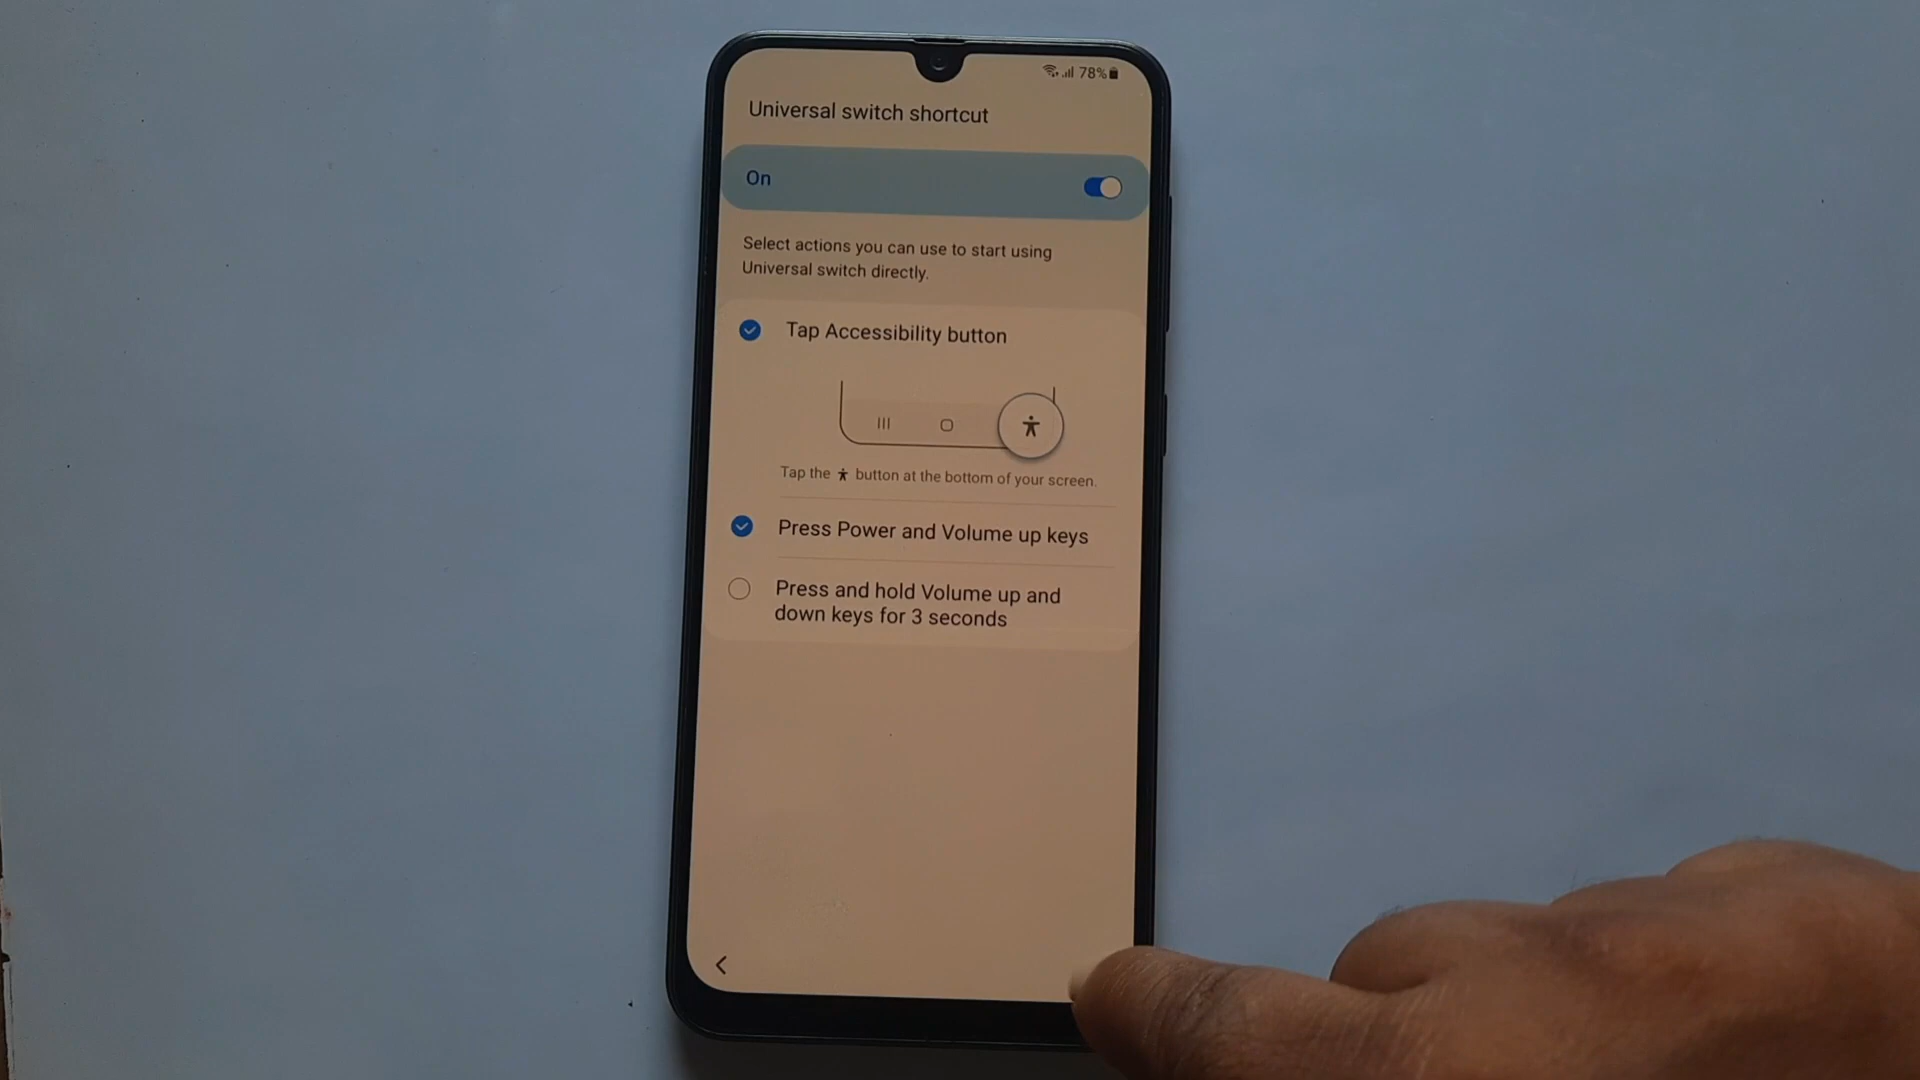 78%
Universal switch shortcut
On
Select actions you can use to start using
Universal switch directly.
Tap Accessibility button
Tap the button at the bottom of your screen.
Press Power and Volume up keys
Press and hold Volume up and
down keys for 3 seconds